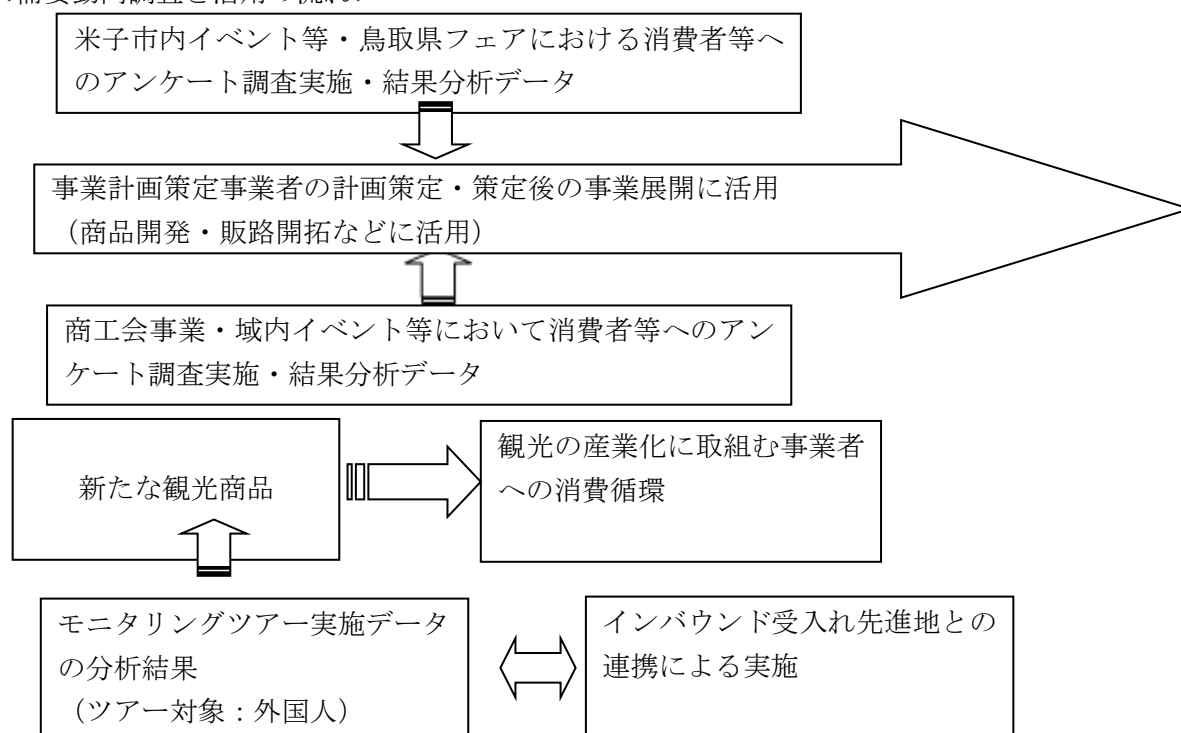 米子市内イベント等・鳥取県フェアにおける消費者等へ
のアンケート調査実施・結果分析データ
事業計画策定事業者の計画策定・策定後の事業展開に活用
（商品開発・販路開拓などに活用）
商工会事業・域内イベント等において消費者等へのアン
ケート調査実施・結果分析データ
新たな観光商品
観光の産業化に取組む事業者
への消費循環
モニタリングツアー実施データ
の分析結果
（ツアー対象：外国人）
インバウンド受入れ先進地との
連携による実施